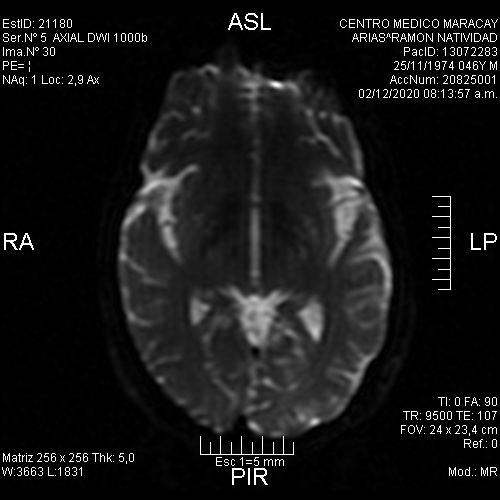 EstID: 21180
Ser.Nº 5 AXIAL DWI 1000b
Ima.Nº 30
PE= ¦
NAq: 1 Loc: 2,9 Ax
ASL
CENTRO MEDICO MARACAY
ARIAS^RAMON NATIVIDAD
PacID: 13072283
25/11/1974 046Y M
AccNum: 20825001
02/12/2020 08:13:57 a.m.
RA
LP
TI: 0 FA: 90
TR: 9500 TE: 107
FOV: 24 x 23,4 cm
Ref.: 0
Matriz 256 x 256 Thk: 5,0
W:3663 L:1831
Esc 1=5 mm
PIR
Mod.: MR